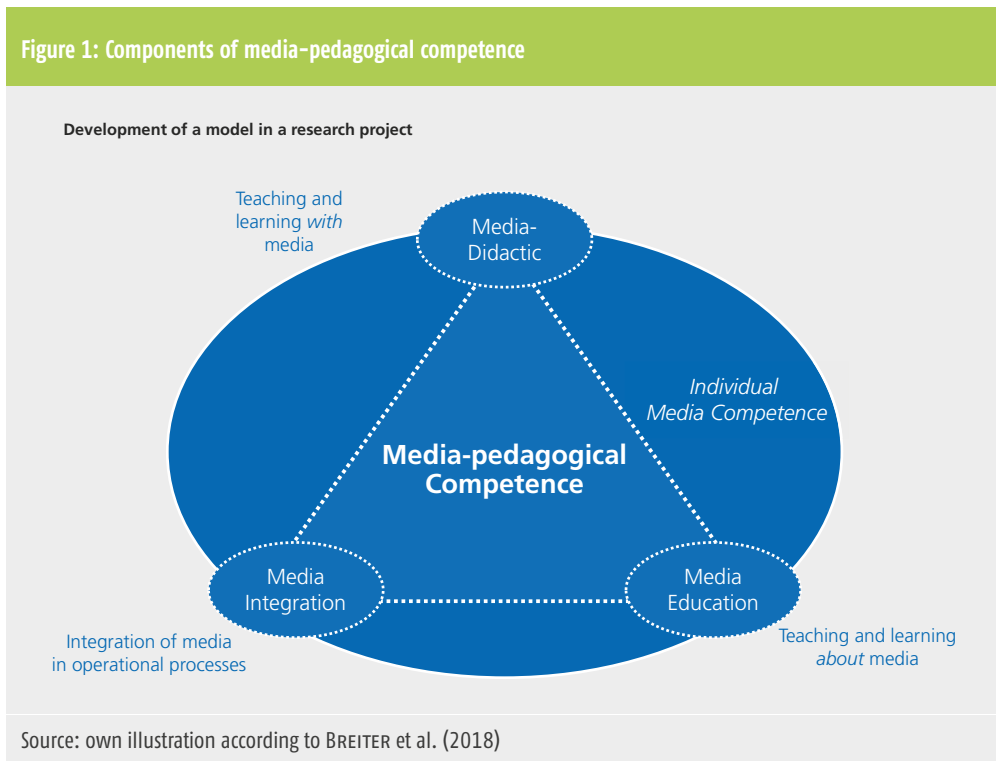 Figure 1: Components of media-pedagogical competence
Development of a model in a research project
Teaching and
learning with
media
Media-
Didactic
Individual
Media Competence
Media-pedagogical
Competence
Media
Integration
Media
Education
Integration of media
in operational processes
Teaching and learning
about media
Source: own illustration according to BREITER et al. (2018)